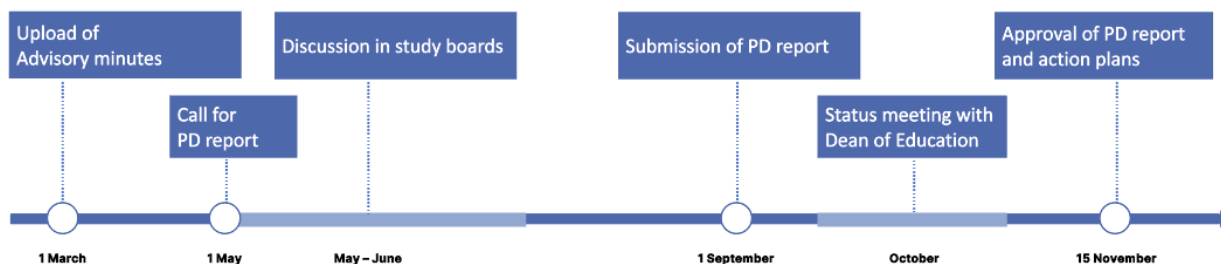 Upload of
Advisory minutes
Discussion in study boards
Submission of PD report
Approval of PD report
and action plans
Call for
PD report
Status meeting with
Dean of Education
1 March
1 May
May – June
1 September
October
15 November